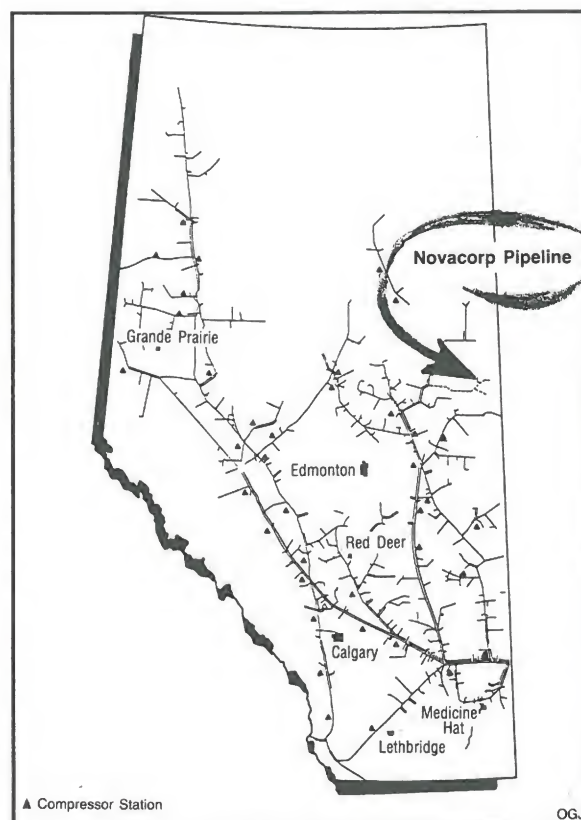 Novacorp Pipeline
Grande Prairie
Edmonton
Red Deer
Calgary
Medicine
Hat
Lethbridge
▲ Compressor Station